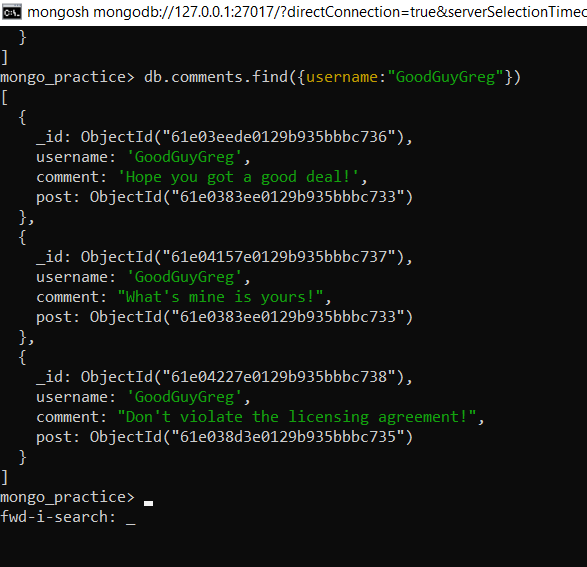 mongosh mongodb://127.0.0.1:27017/?directConnection=true&serverSelectionTimeo
  }
]
mongo_practice> db.comments.find({username:"GoodGuyGreg"})
[
  {
    _id: ObjectId("61e03eede0129b935bbbc736"),
    username: 'GoodGuyGreg',
    comment: 'Hope you got a good deal!',
    post: ObjectId("61e0383ee0129b935bbbc733")
  },
  {
    _id: ObjectId("61e04157e0129b935bbbc737"),
    username: 'GoodGuyGreg',
    comment: "What's mine is yours!",
    post: ObjectId("61e0383ee0129b935bbbc733")
  },
  {
    _id: ObjectId("61e04227e0129b935bbbc738"),
    username: 'GoodGuyGreg',
    comment: "Don't violate the licensing agreement!",
    post: ObjectId("61e038d3e0129b935bbbc735")
  }
]
mongo_practice> _
fwd-i-search: _